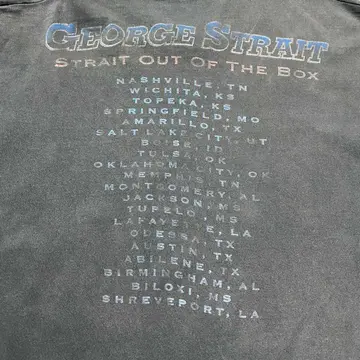 GEORGE STRAIT
STRAIT OUT OF THE BOX
NASHVILLE, TN
WICHITA, KS
TOPEKA, KS
SPRINGFIELD, MO
AMARILLO, TX
SALT LAKE CITY, UT
BOISE, ID
TULSA, OK
OKLAHOMA CITY, OK
MEMPHIS, TN
MONTGOMERY, AL
JACKSON, MS
TUPELO, MS
LAFAYETTE, LA
ODESSA, TX
AUSTIN, TX
ABILENE, TX
BIRMINGHAM, AL
BILOXI, MS
SHREVEPORT, LA